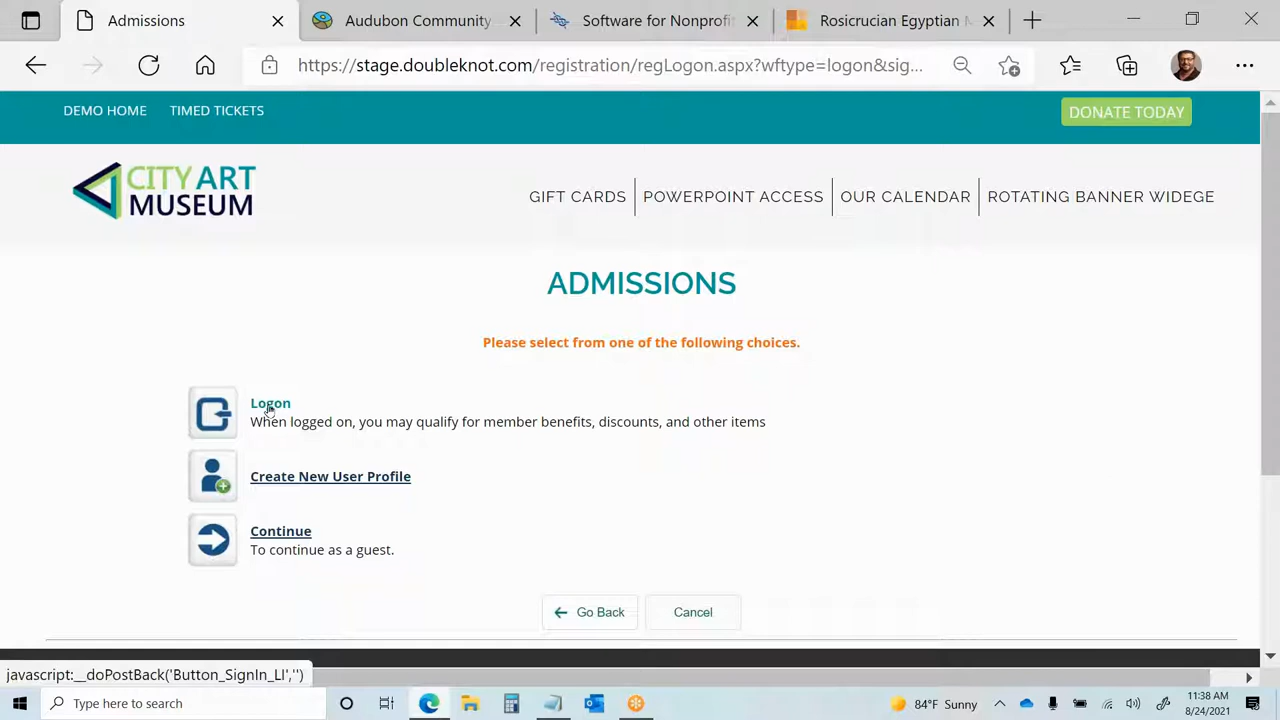 Admissions
Audubon Community
Software for Nonprofit
Rosicrucian Egyptian M
https://stage.doubleknot.com/registration/regLogon.aspx?wftype=logon&sig...
DEMO HOME TIMED TICKETS
DONATE TODAY
CITY ART
MUSEUM
GIFT CARDS POWERPOINT ACCESS OUR CALENDAR ROTATING BANNER WIDEGE
ADMISSIONS
Please select from one of the following choices.
Logon
When logged on, you may qualify for member benefits, discounts, and other items
Create New User Profile
Continue
To continue as a guest.
Go Back
Cancel
javascript:__doPostBack('Button_SignIn_LI','')
Type here to search
84°F Sunny
11:38 AM
8/24/2021